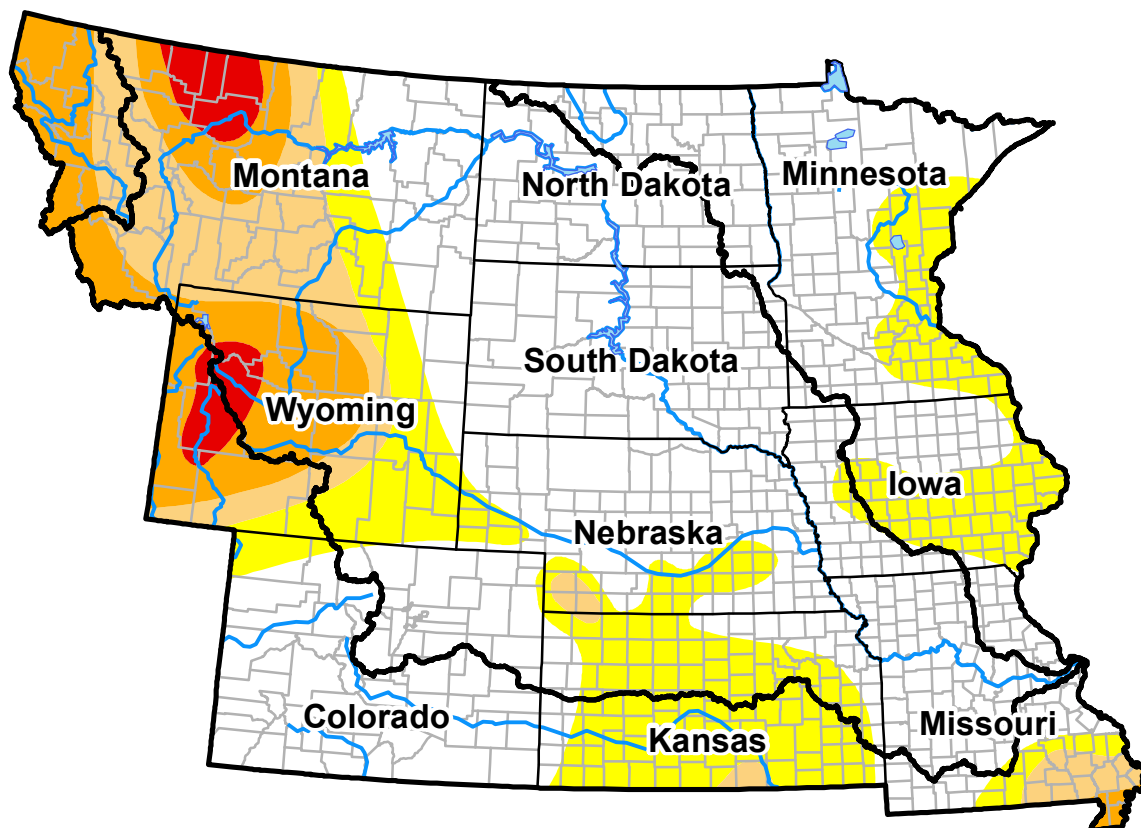 Montana
North Dakota
Minnesota
South Dakota
Wyoming
Iowa
Nebraska
Colorado
Kansas
Missouri